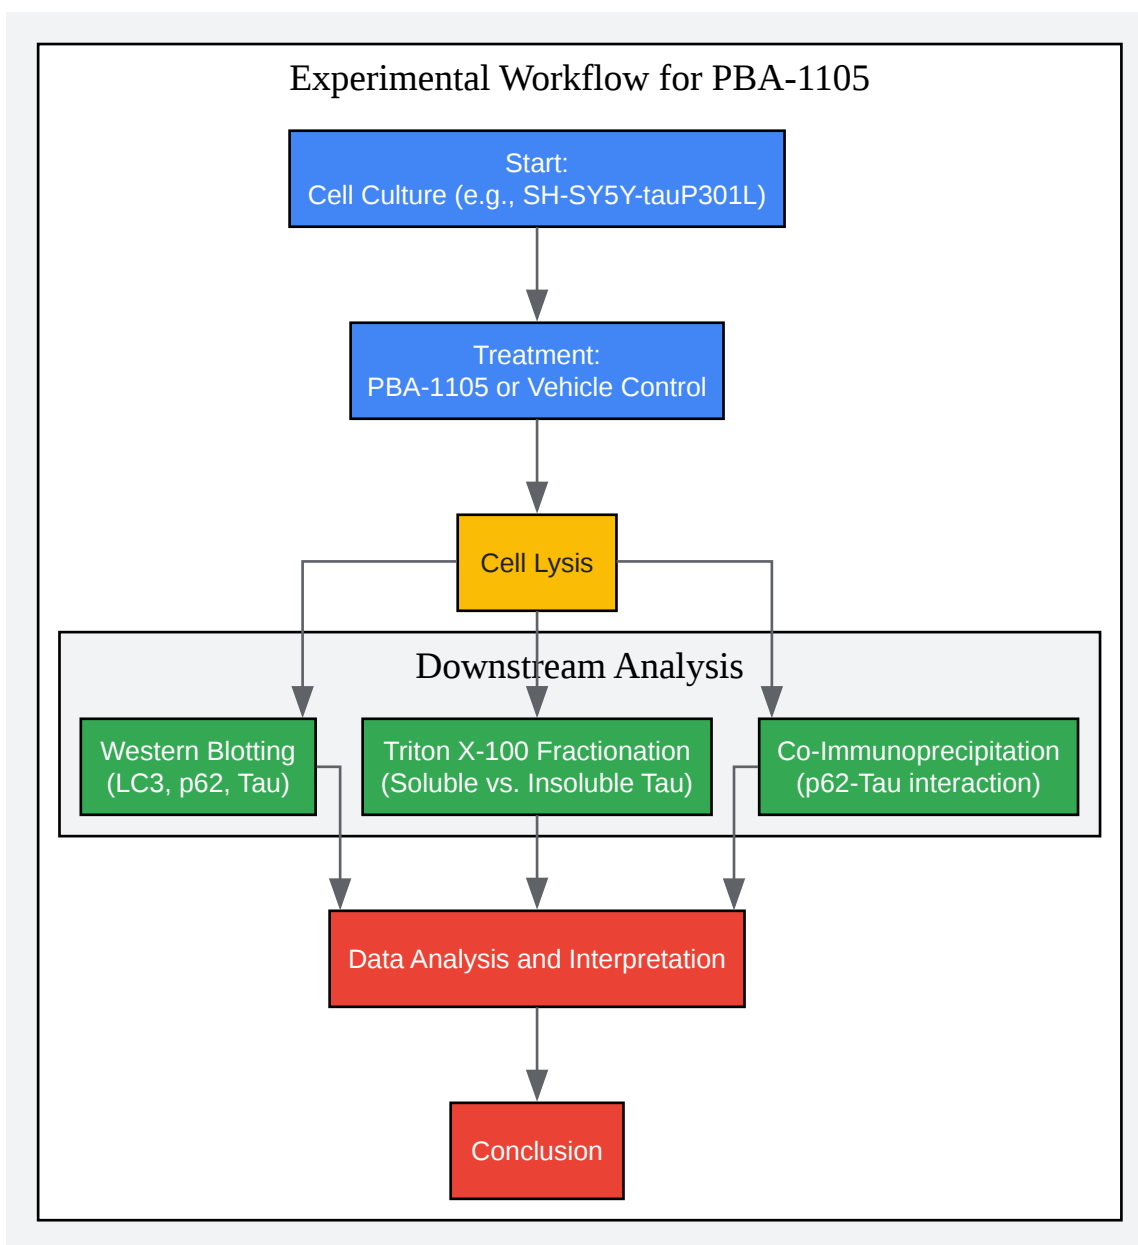 Experimental Workflow for PBA-1105
Start:
Cell Culture (e.g., SH-SY5Y-tauP301L)
Treatment:
PBA-1105 or Vehicle Control
Cell Lysis
Downstream Analysis
Western Blotting
(LC3, p62, Tau)
Triton X-100 Fractionation
(Soluble vs. Insoluble Tau)
Co-Immunoprecipitation
(p62-Tau interaction)
Data Analysis and Interpretation
Conclusion